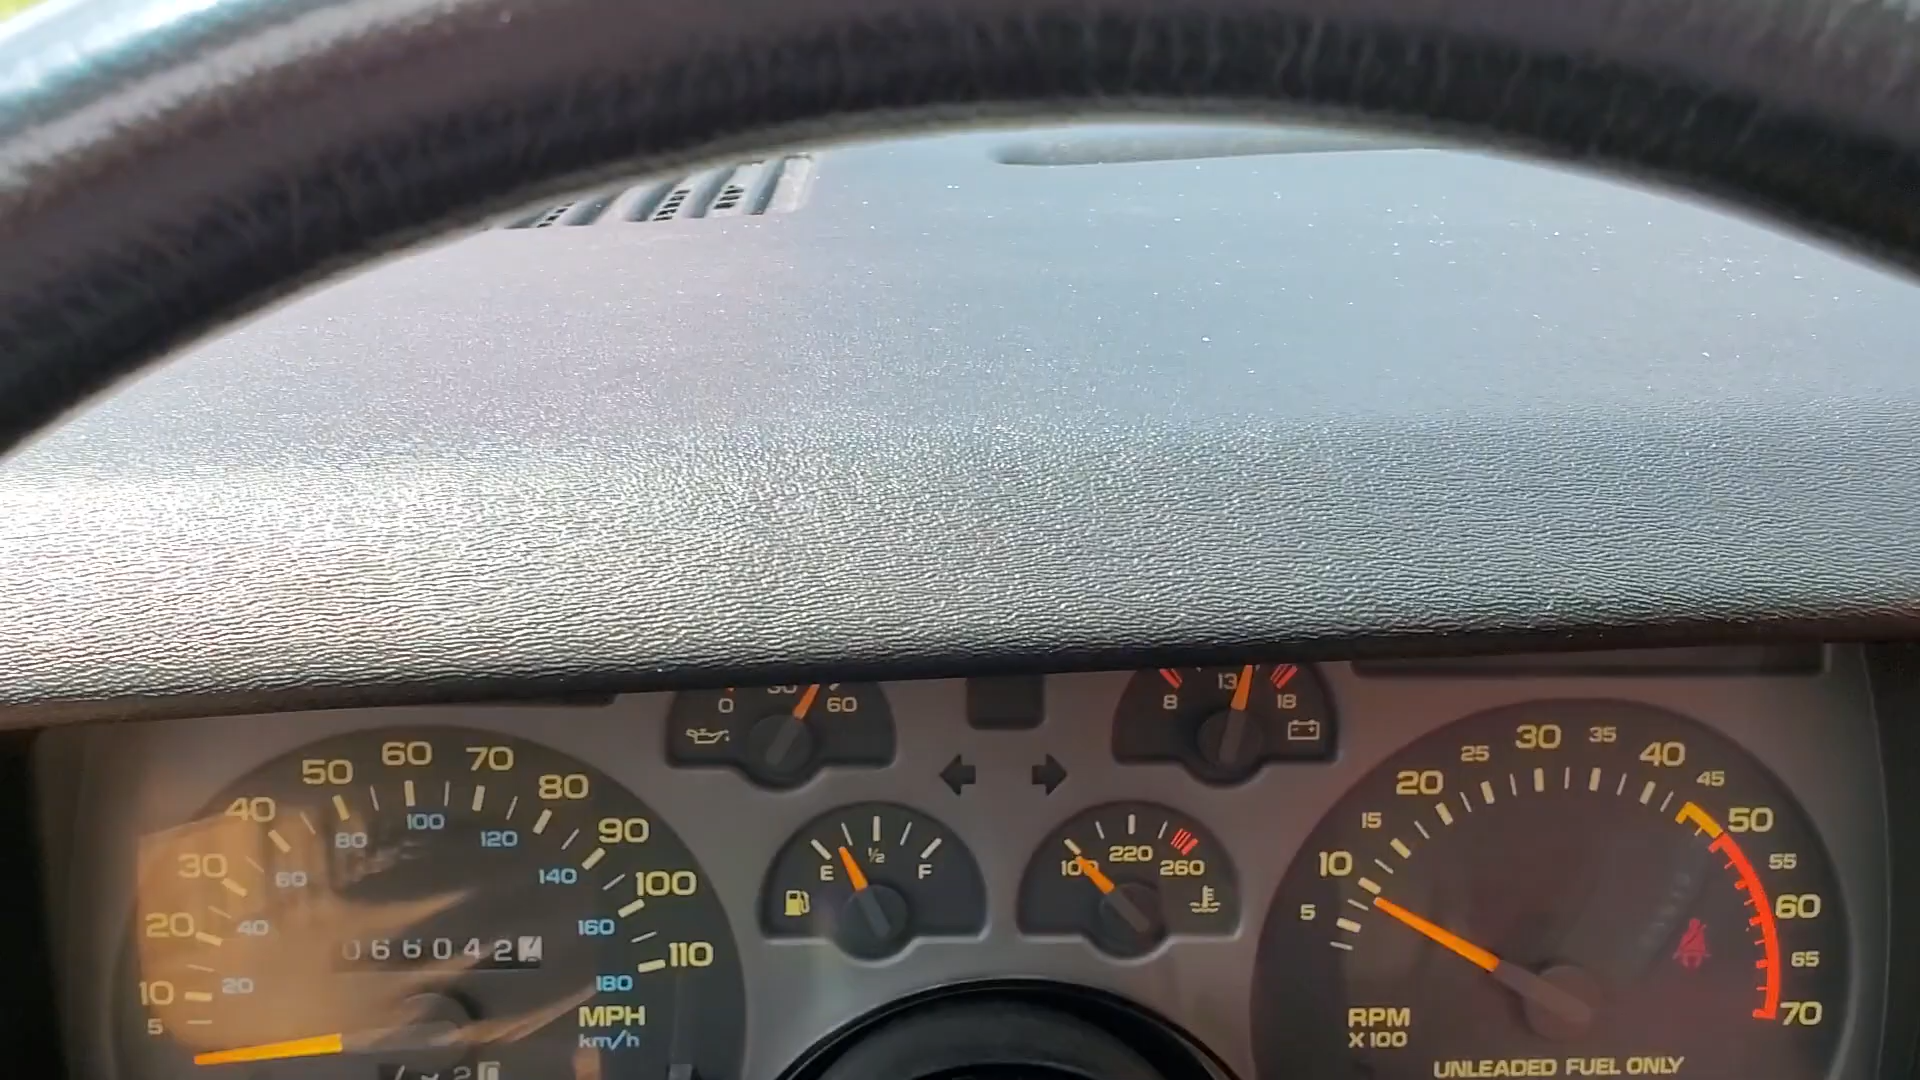 0 30 60
8 13 18
5 10 20 30 40 50 60 70 80 90 100 110
20 40 60 80 100 120 140 160 180
MPH
km/h
066042
E 1/2 F
100 220 260
5 10 15 20 25 30 35 40 45 50 55 60 65 70
RPM
X100
UNLEADED FUEL ONLY